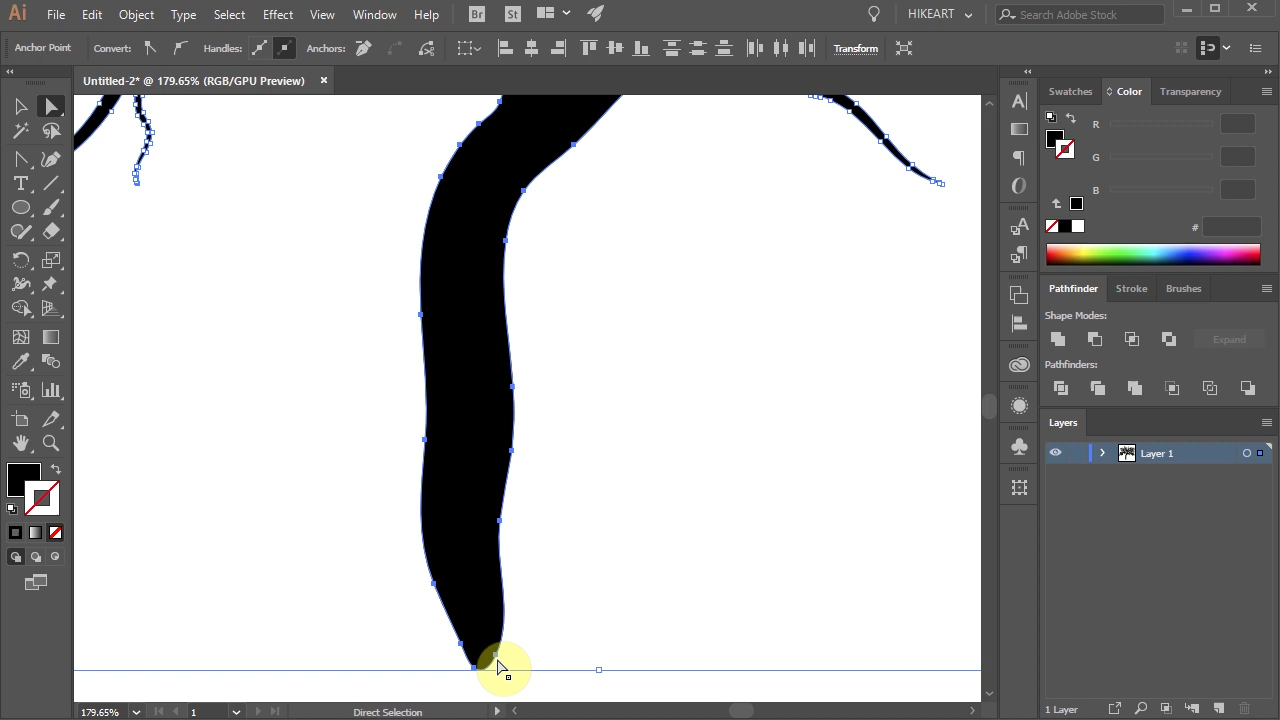 Ai File Edit Object Type Select Effect View Window Help Br St HIKEART Search Adobe Stock
Anchor Point Convert: Handles: Anchors: Transform
Untitled-2* @ 179.65% (RGB/GPU Preview) ×
Swatches Color Transparency
R
G
B
#
Pathfinder Stroke Brushes
Shape Modes:
Expand
Pathfinders:
Layers
Layer 1
179.65% 1 Direct Selection
1 Layer